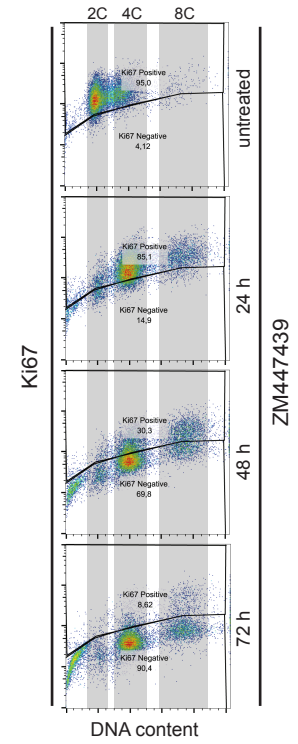 2C 4C 8C
Ki67 Positive
95,0
Ki67 Negative
4,12
untreated
Ki67 Positive
85,1
Ki67 Negative
14,9
24 h
Ki67
ZM447439
Ki67 Positive
30,3
Ki67 Negative
69,8
48 h
Ki67 Positive
8,62
Ki67 Negative
90,4
72 h
DNA content